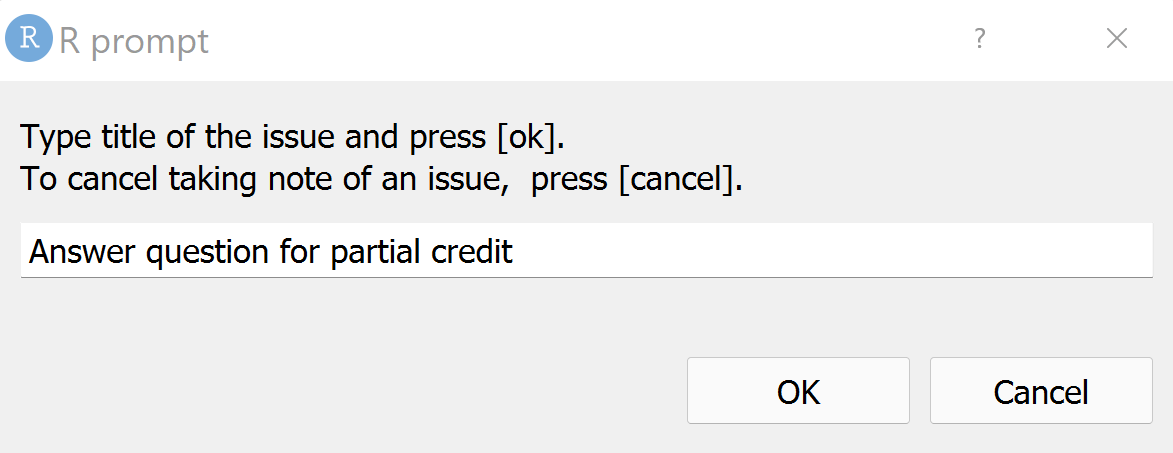 R R prompt ?
Type title of the issue and press [ok].
To cancel taking note of an issue,  press [cancel].
Answer question for partial credit
OK Cancel